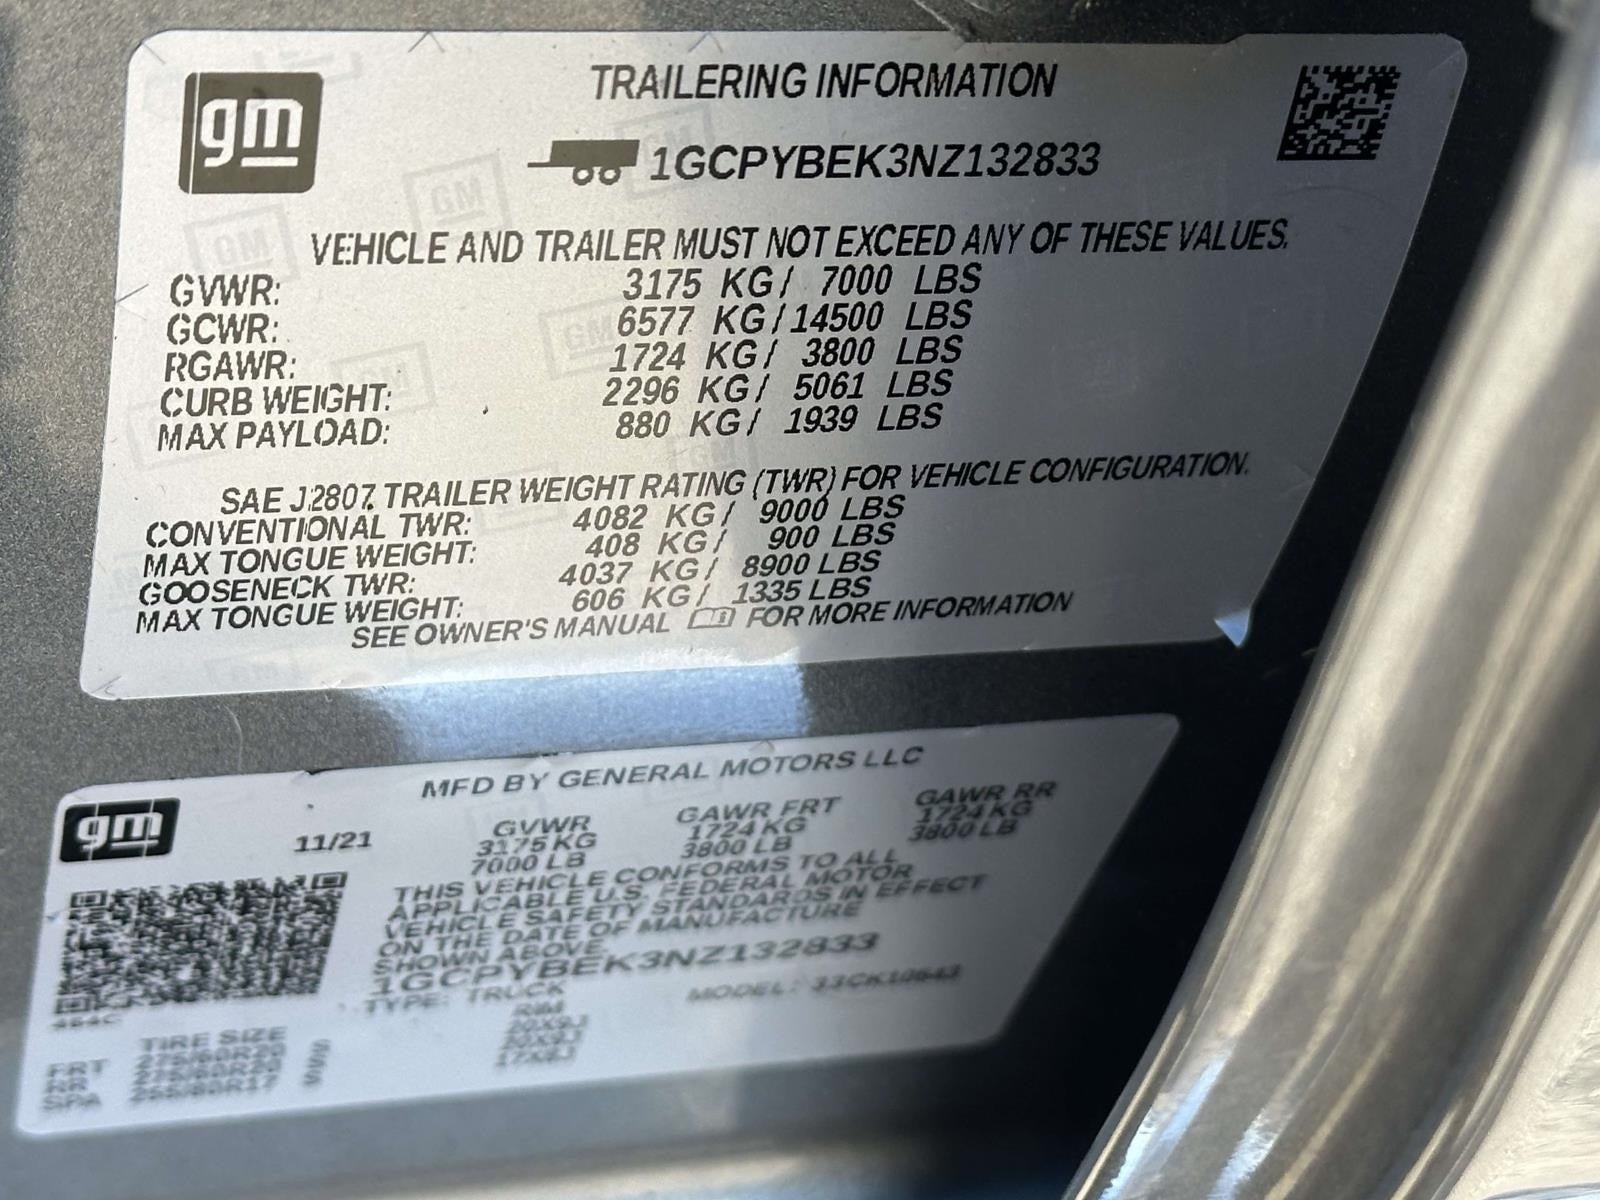 gm
TRAILERING INFORMATION
1GCPYBEK3NZ132833
VEHICLE AND TRAILER MUST NOT EXCEED ANY OF THESE VALUES.
GVWR: 3175 KG/ 7000 LBS
GCWR: 6577 KG/14500 LBS
RGAWR: 1724 KG/ 3800 LBS
CURB WEIGHT: 2296 KG/ 5061 LBS
MAX PAYLOAD: 880 KG/ 1939 LBS
SAE J2807 TRAILER WEIGHT RATING (TWR) FOR VEHICLE CONFIGURATION.
CONVENTIONAL TWR: 4082 KG/ 9000 LBS
MAX TONGUE WEIGHT: 408 KG/ 900 LBS
GOOSENECK TWR: 4037 KG/ 8900 LBS
MAX TONGUE WEIGHT: 606 KG/ 1335 LBS
SEE OWNER'S MANUAL FOR MORE INFORMATION
gm
MFD BY GENERAL MOTORS LLC
11/21 GVWR GAWR FRT GAWR RR
3175 KG 1724 KG 1724 KG
7000 LB 3800 LB 3800 LB
THIS VEHICLE CONFORMS TO ALL
APPLICABLE U.S. FEDERAL MOTOR
VEHICLE SAFETY STANDARDS IN EFFECT
ON THE DATE OF MANUFACTURE
SHOWN ABOVE.
1GCPYBEK3NZ132833
TYPE: TRUCK MODEL:
TIRE SIZE RIM
FRT 275/60R20 20X9J
RR 275/60R20 20X9J
SPA 17X8J